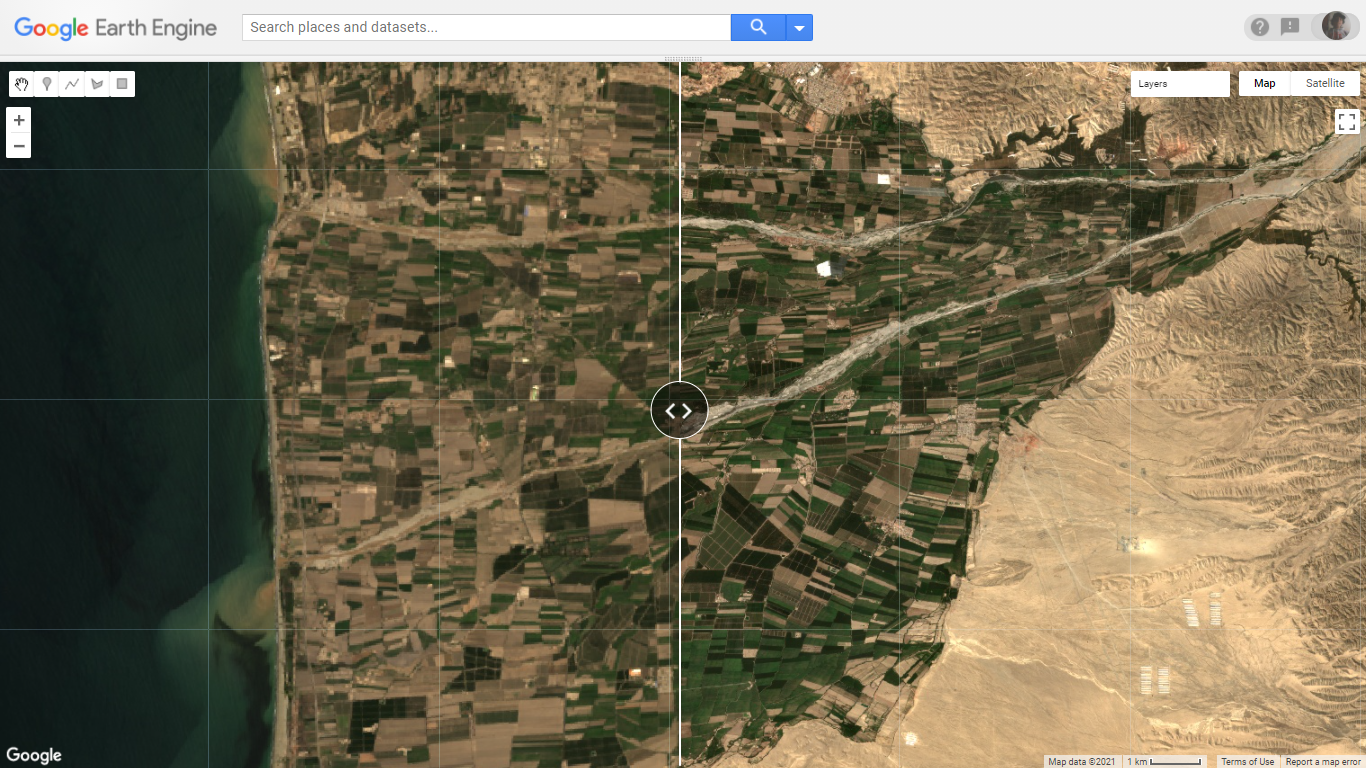 Google Earth Engine
Search places and datasets...
Layers
Map
Satellite
Google
Map data ©2021
1 km
Terms of Use
Report a map error